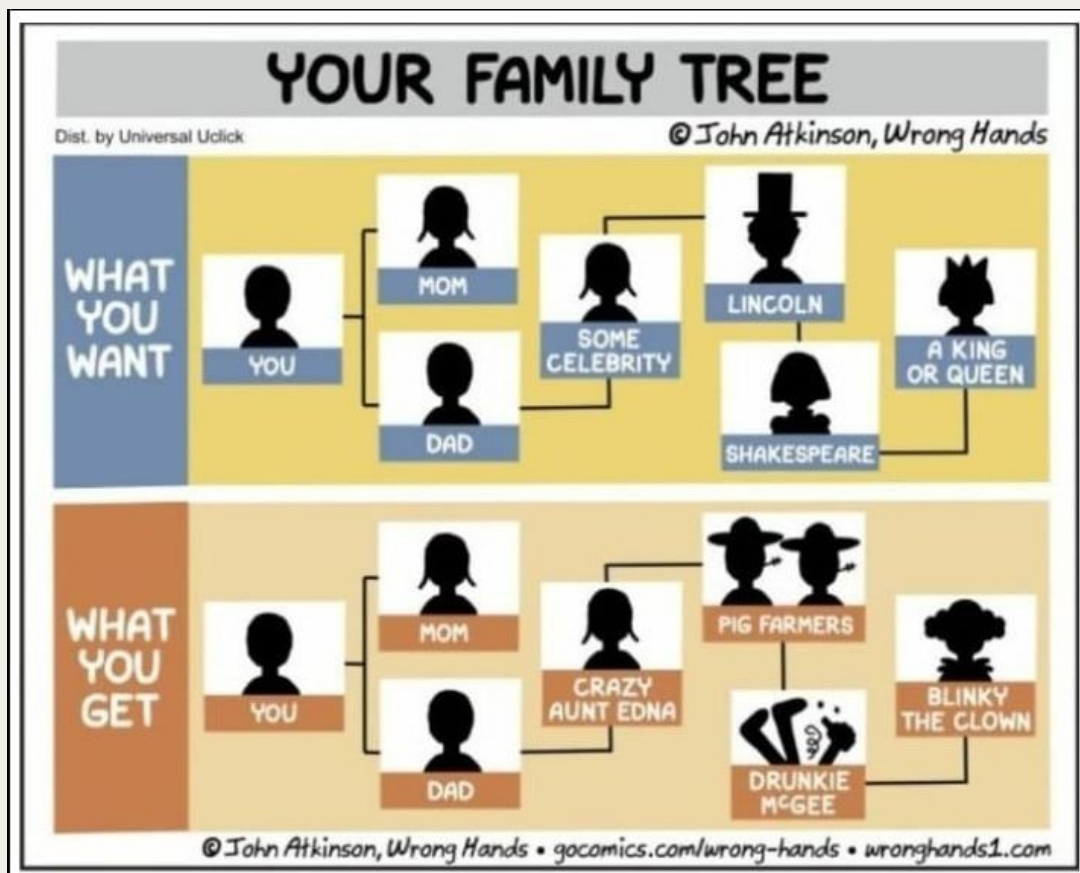 YOUR FAMILY TREE
Dist. by Universal Uclick
© John Atkinson, Wrong Hands
WHAT
YOU
WANT
YOU
MOM
DAD
SOME
CELEBRITY
LINCOLN
SHAKESPEARE
A KING
OR QUEEN
WHAT
YOU
GET
YOU
MOM
DAD
CRAZY
AUNT EDNA
PIG FARMERS
DRUNKIE
McGEE
BLINKY
THE CLOWN
© John Atkinson, Wrong Hands • gocomics.com/wrong-hands • wronghands1.com